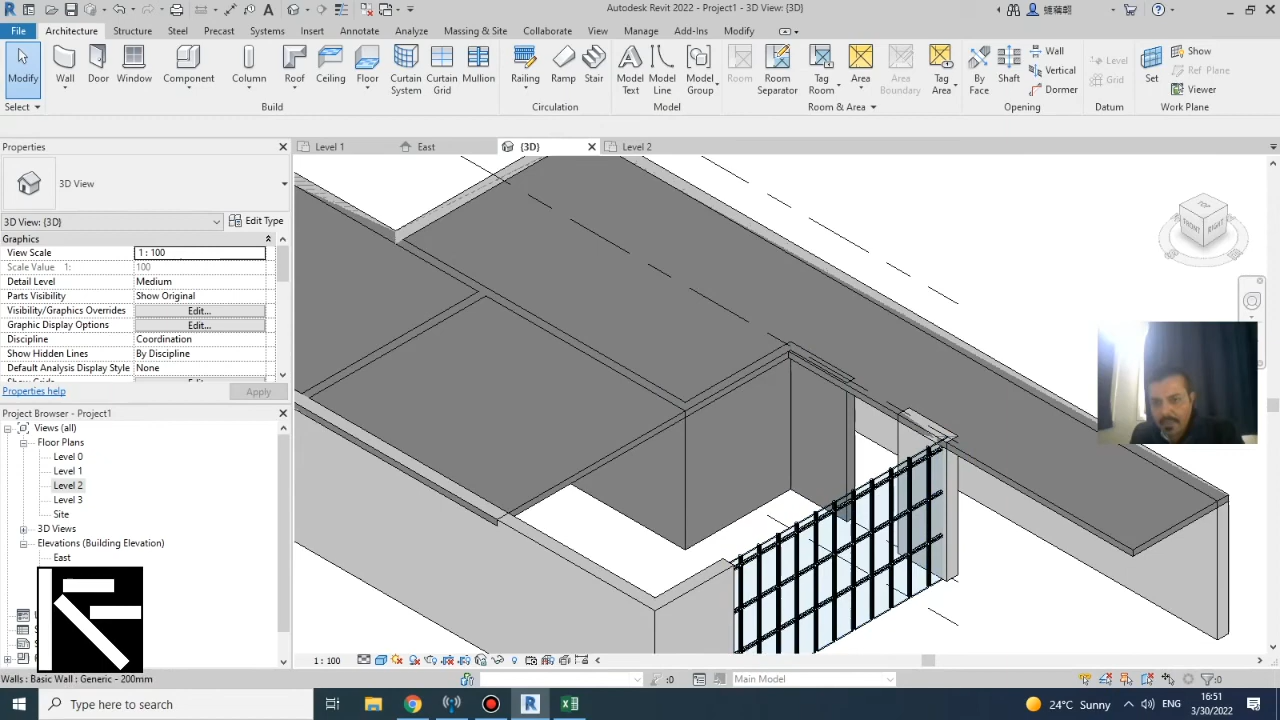 Autodesk Revit 2022 - Project1 - 3D View: {3D}
File Architecture Structure Steel Precast Systems Insert Annotate Analyze Massing & Site Collaborate View Manage Add-Ins Modify
Modify Wall Door Window Component Column Roof Ceiling Floor Curtain System Curtain Grid Mullion Railing Ramp Stair Model Text Model Line Model Group Room Room Separator Tag Room Area Area Boundary Tag Area By Face Shaft Wall Vertical Dormer Level Grid Set Show Ref Plane Viewer
Select Build Circulation Model Room & Area Opening Datum Work Plane
Properties
Level 1 East {3D} Level 2
3D View
3D View: {3D} Edit Type
Graphics
View Scale 1 : 100
Scale Value 1: 100
Detail Level Medium
Parts Visibility Show Original
Visibility/Graphics Overrides Edit...
Graphic Display Options Edit...
Discipline Coordination
Show Hidden Lines By Discipline
Default Analysis Display Style None
Properties help Apply
TOP
FRONT RIGHT
Project Browser - Project1
Views (all)
Floor Plans
Level 0
Level 1
Level 2
Level 3
Site
3D Views
Elevations (Building Elevation)
East
1 : 100
Walls : Basic Wall : Generic - 200mm
:0 Main Model :0
Type here to search
24°C Sunny
ENG
16:51
3/30/2022